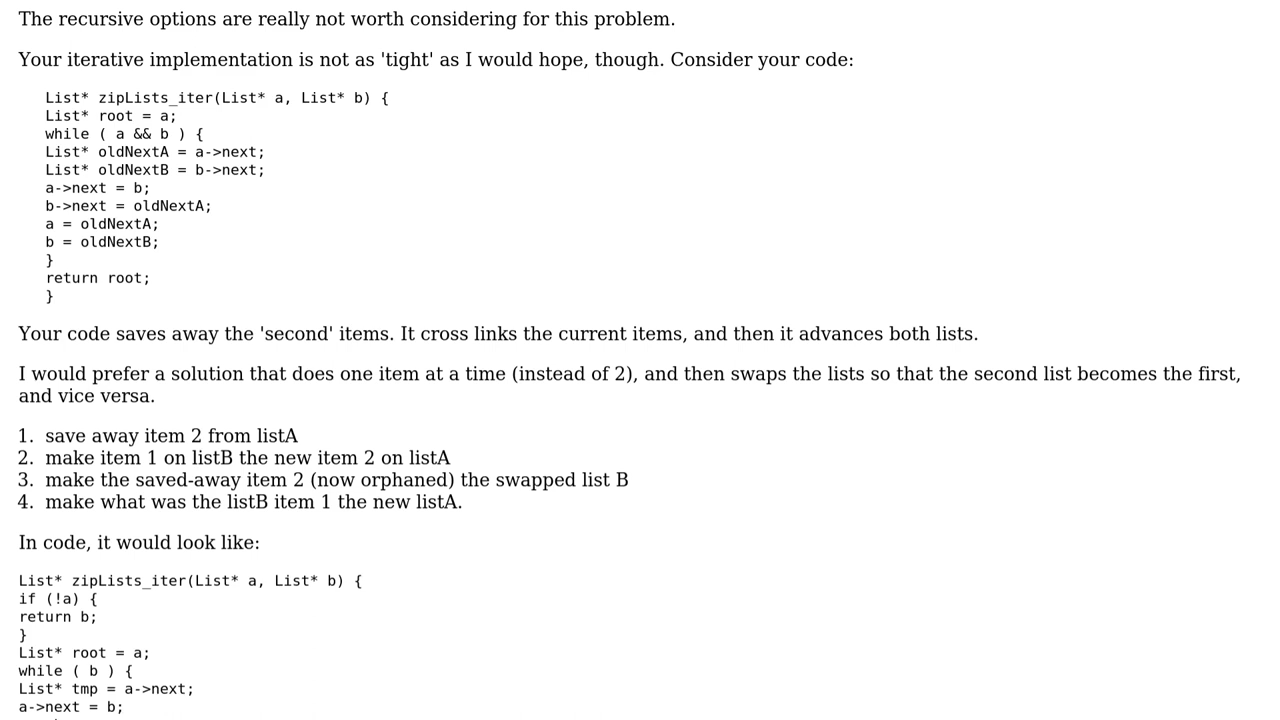 The recursive options are really not worth considering for this problem.
Your iterative implementation is not as 'tight' as I would hope, though. Consider your code:
List* zipLists_iter(List* a, List* b) {
List* root = a;
while ( a && b ) {
List* oldNextA = a->next;
List* oldNextB = b->next;
a->next = b;
b->next = oldNextA;
a = oldNextA;
b = oldNextB;
}
return root;
}
Your code saves away the 'second' items. It cross links the current items, and then it advances both lists.
I would prefer a solution that does one item at a time (instead of 2), and then swaps the lists so that the second list becomes the first,
and vice versa.
1. save away item 2 from listA
2. make item 1 on listB the new item 2 on listA
3. make the saved-away item 2 (now orphaned) the swapped list B
4. make what was the listB item 1 the new listA.
In code, it would look like:
List* zipLists_iter(List* a, List* b) {
if (!a) {
return b;
}
List* root = a;
while ( b ) {
List* tmp = a->next;
a->next = b;